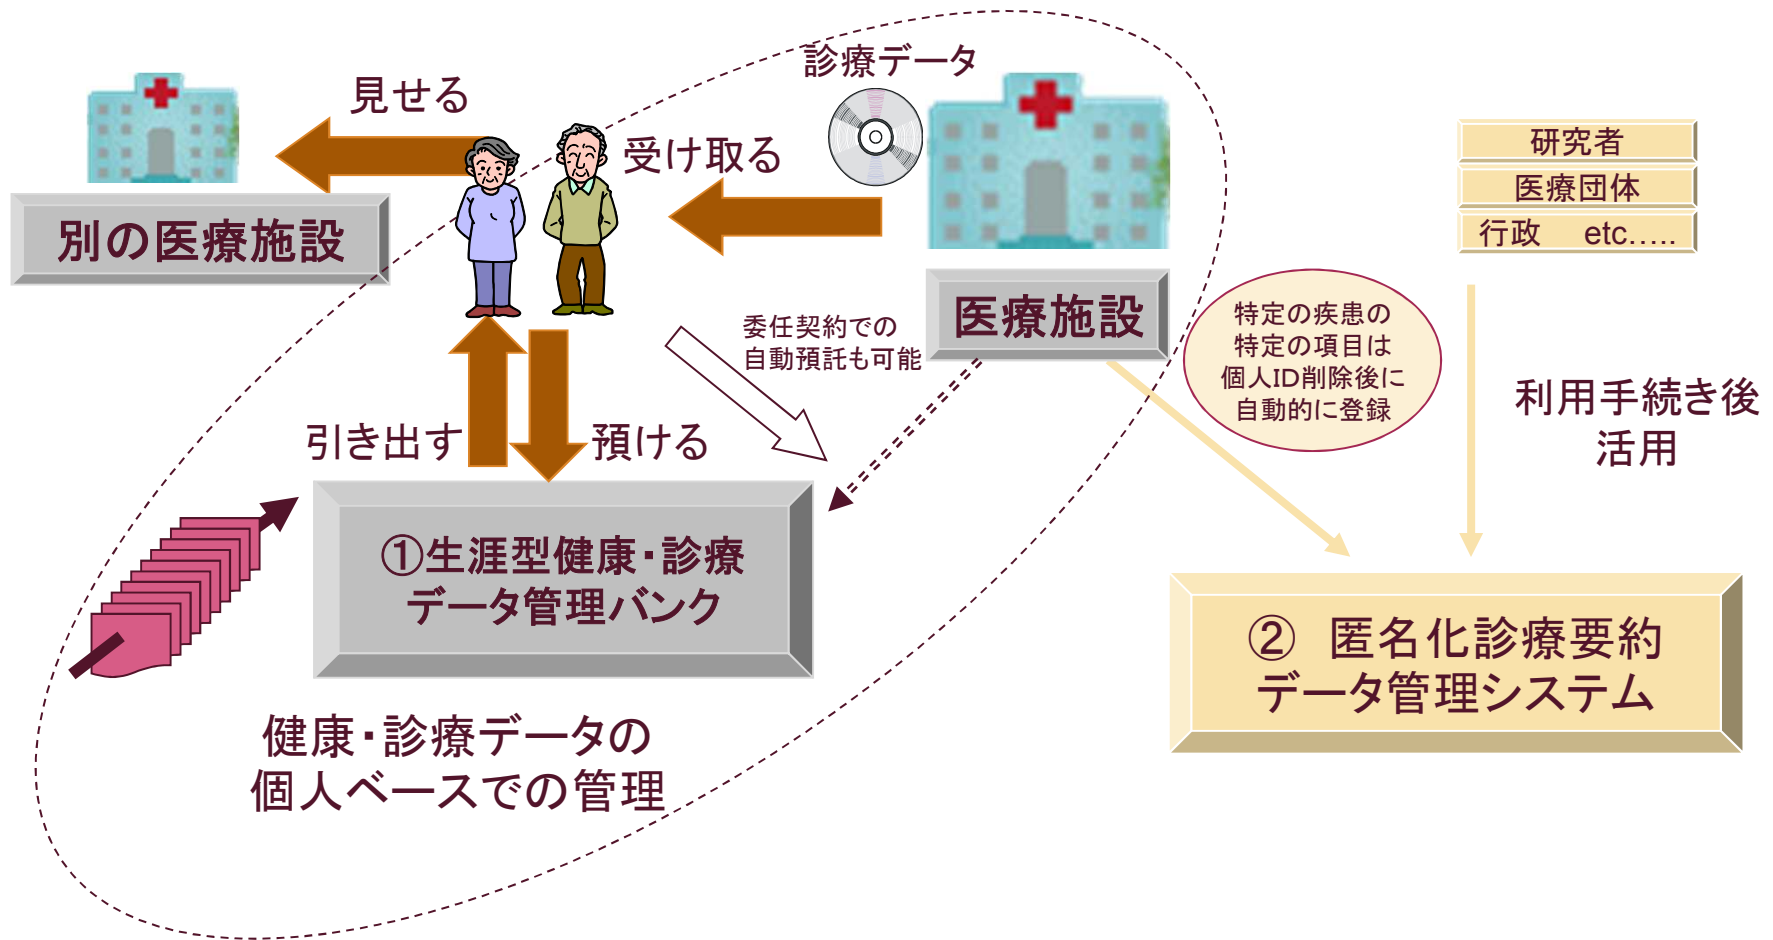 診療データ
見せる
受け取る
別の医療施設
医療施設
研究者
医療団体
行政 etc…..
委任契約での
自動預託も可能
特定の疾患の
特定の項目は
個人ID削除後に
自動的に登録
利用手続き後
活用
引き出す
預ける
①生涯型健康・診療
データ管理バンク
② 匿名化診療要約
データ管理システム
健康・診療データの
個人ベースでの管理